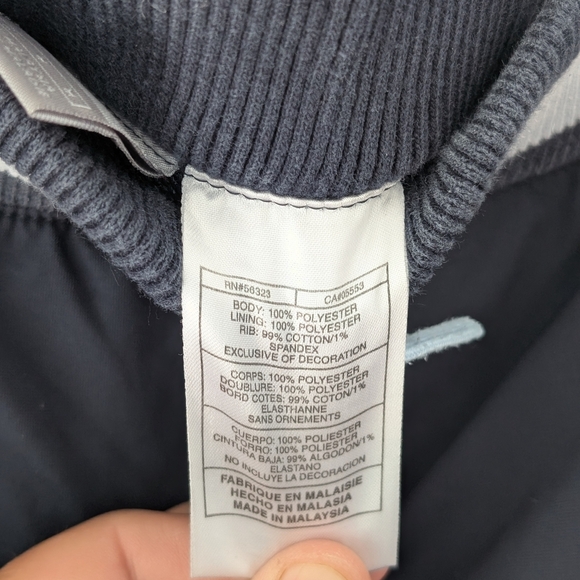 RN#56323 CA#05553
BODY: 100% POLYESTER
LINING: 100% POLYESTER
RIB: 99% COTTON/1%
SPANDEX
EXCLUSIVE OF DECORATION
CORPS: 100% POLYESTER
DOUBLURE: 100% POLYESTER
BORD COTES: 99% COTON/1%
ELASTHANNE
SANS ORNEMENTS
CUERPO: 100% POLIESTER
FORRO: 100% POLIESTER
CINTURA BAJA: 99% ALGODON/1%
ELASTANO
NO INCLUYE LA DECORACION
FABRIQUE EN MALAISIE
HECHO EN MALASIA
MADE IN MALAYSIA